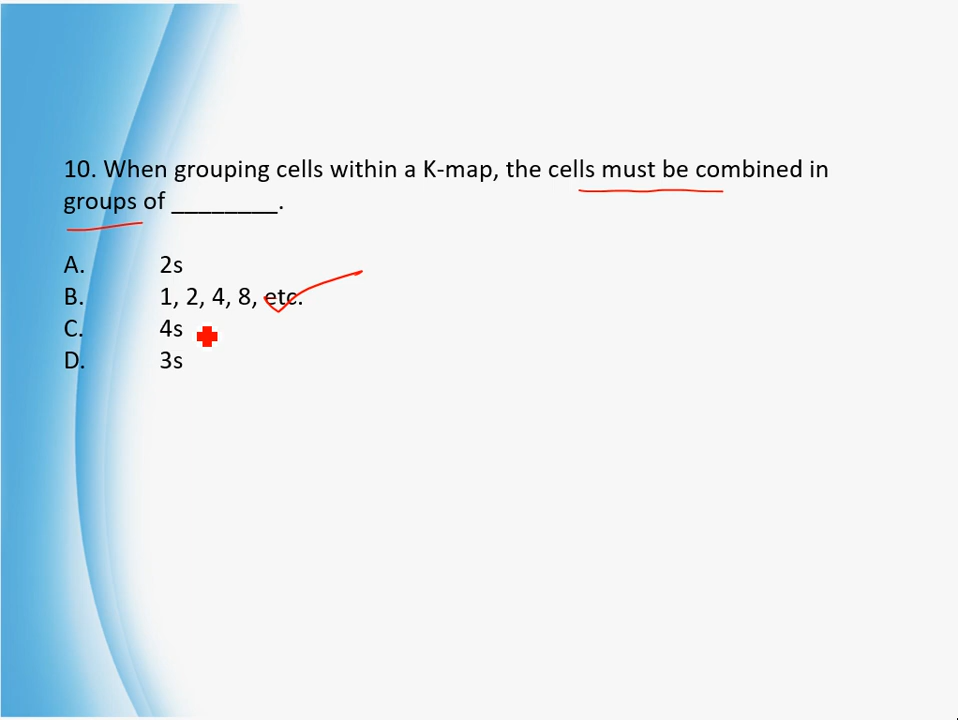 10. When grouping cells within a K-map, the cells must be combined in
groups of ________.
A. 2s
B. 1, 2, 4, 8, etc.
C. 4s
D. 3s